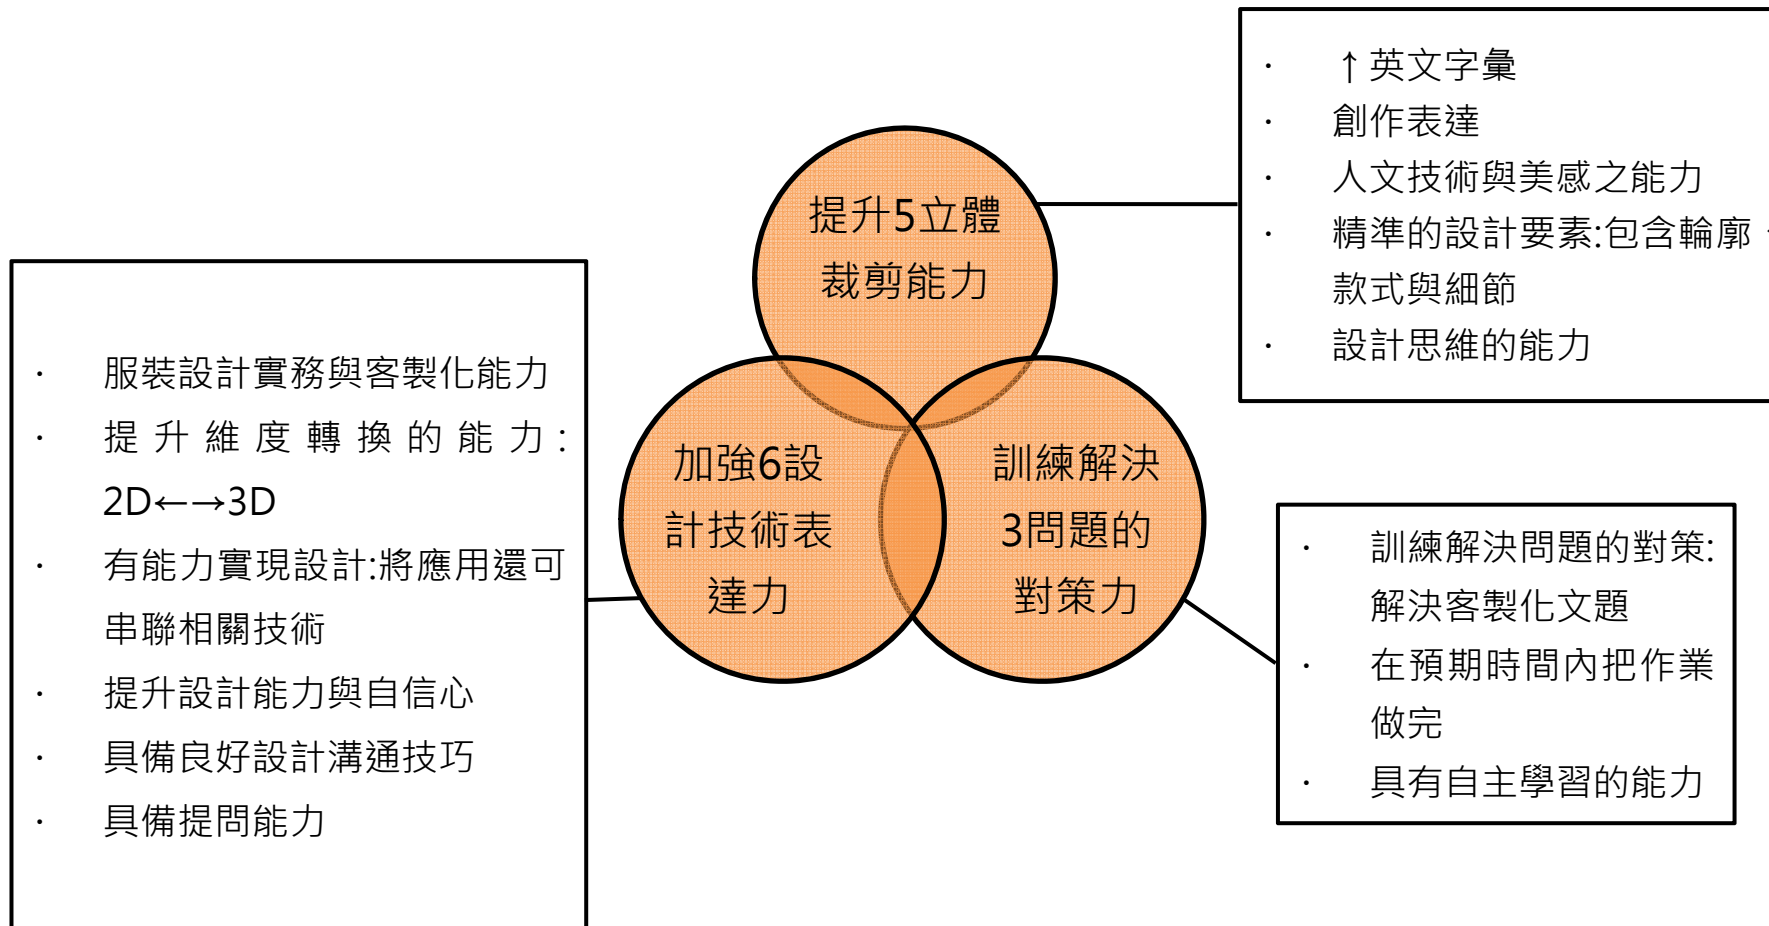 · ↑英文字彙
· 創作表達
· 人文技術與美感之能力
· 精準的設計要素:包含輪廓、
款式與細節
· 設計思維的能力
提升5立體
裁剪能力
加強6設
計技術表
達力
訓練解決
3問題的
對策力
· 服裝設計實務與客製化能力
· 提升維度轉換的能力:
2D←→3D
· 有能力實現設計:將應用還可
串聯相關技術
· 提升設計能力與自信心
· 具備良好設計溝通技巧
· 具備提問能力
· 訓練解決問題的對策:
解決客製化文題
· 在預期時間內把作業
做完
· 具有自主學習的能力